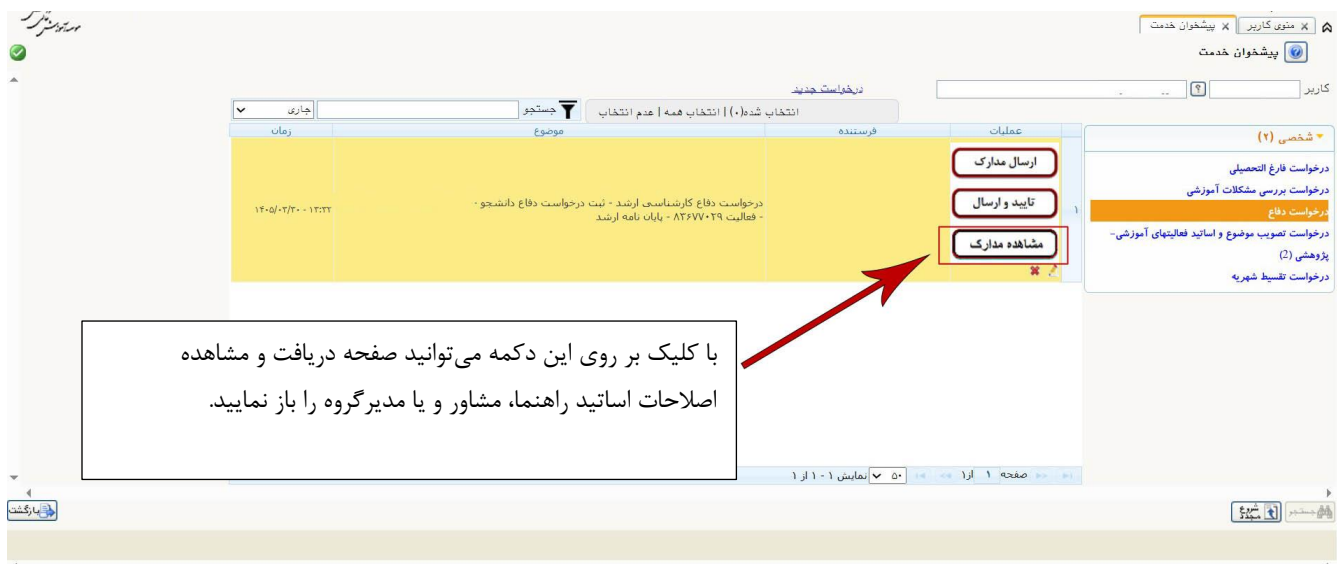 منوی کاربر
پیشخوان خدمت
پیشخوان خدمت
کاربر
درخواست جدید
انتخاب شده(۰) | انتخاب همه | عدم انتخاب
جستجو
جاری
عملیات
فرستنده
موضوع
زمان
شخصی (۲)
درخواست فارغ التحصیلی
درخواست بررسی مشکلات آموزشی
درخواست دفاع
درخواست تصویب موضوع و اساتید فعالیتهای آموزشی-
پژوهشی (2)
درخواست تقسیط شهریه
۱
ارسال مدارک
تایید و ارسال
مشاهده مدارک
درخواست دفاع کارشناسی ارشد - ثبت درخواست دفاع دانشجو -
- فعالیت ۸۳۶۷۷۰۲۹ - پایان نامه ارشد
۱۴۰۵/۰۳/۳۰ - ۱۳:۳۲
با کلیک بر روی این دکمه می‌توانید صفحه دریافت و مشاهده
اصلاحات اساتید راهنما، مشاور و یا مدیرگروه را باز نمایید.
صفحه ۱ از۱
۵۰
نمایش ۱ - ۱ از ۱
جستجو
شروع مجدد
بازگشت